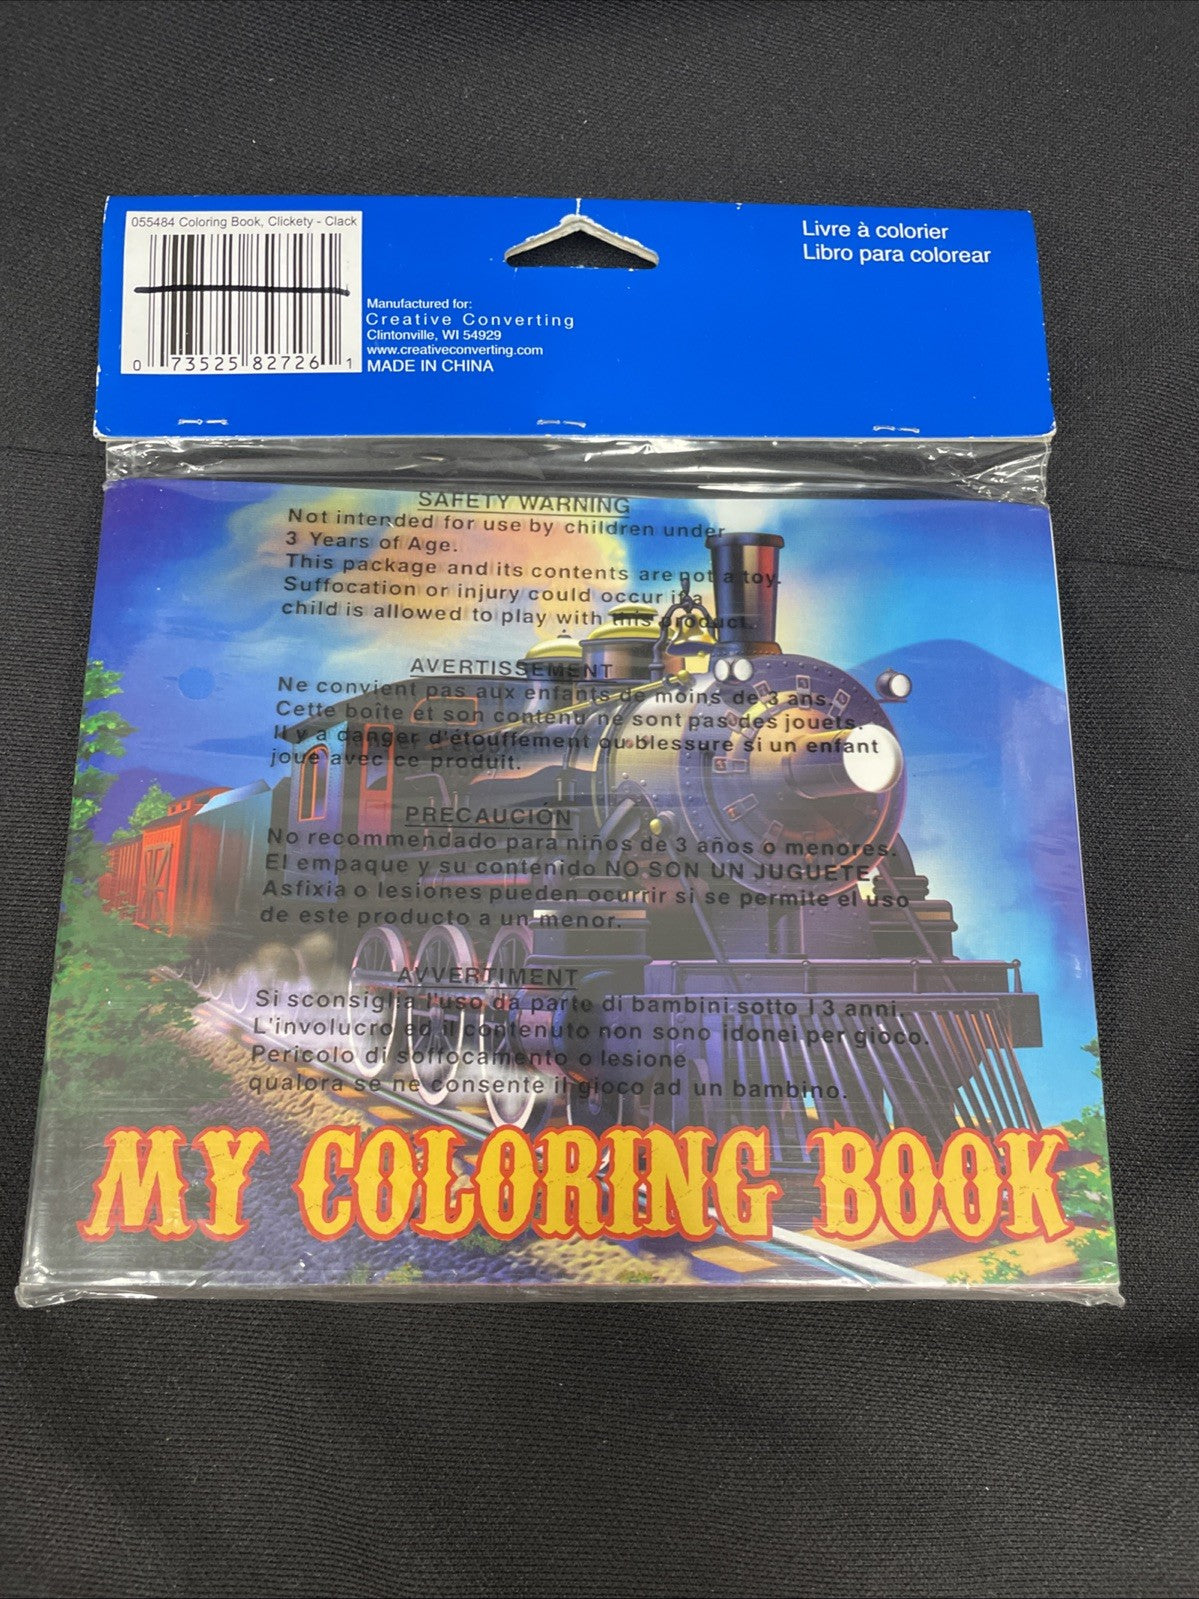 055484 Coloring Book, Clickety - Clack
0 73525 82726 1
Manufactured for:
Creative Converting
Clintonville, WI 54929
www.creativeconverting.com
MADE IN CHINA
Livre à colorier
Libro para colorear
SAFETY WARNING
Not intended for use by children under
3 Years of Age.
This package and its contents are not a toy.
Suffocation or injury could occur if a
child is allowed to play with this product.
AVERTISSEMENT
Ne convient pas aux enfants de moins de 3 ans.
Cette boite et son contenu ne sont pas des jouets.
Il y a danger d'étouffement ou blessure si un enfant
joue avec ce produit.
PRECAUCIÓN
No recommendado para niños de 3 años o menores.
El empaque y su contenido NO SON UN JUGUETE.
Asfixia o lesiones pueden ocurrir si se permite el uso
de este producto a un menor.
AVVERTIMENT
Si sconsiglia l'uso da parte di bambini sotto I 3 anni.
L'involucro ed il contenuto non sono idonei per gioco.
Pericolo di soffocamento o lesione
qualora se ne consente il gioco ad un bambino.
MY COLORING BOOK